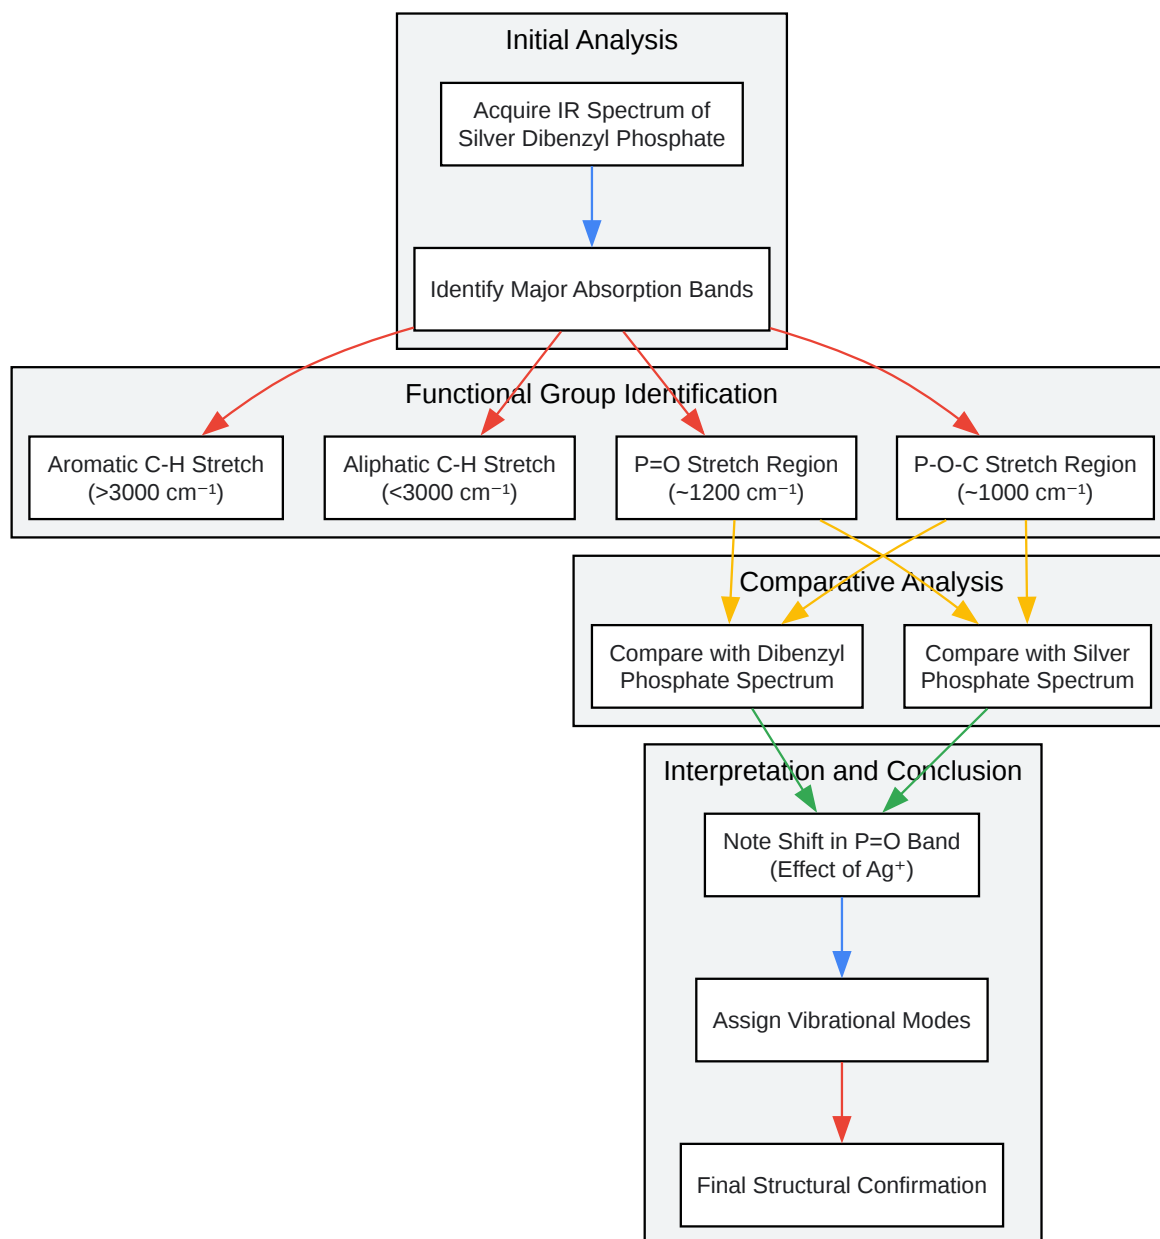 Initial Analysis
Acquire IR Spectrum of
Silver Dibenzyl Phosphate
Identify Major Absorption Bands
Functional Group Identification
Aromatic C-H Stretch
(>3000 cm⁻¹)
Aliphatic C-H Stretch
(<3000 cm⁻¹)
P=O Stretch Region
(~1200 cm⁻¹)
P-O-C Stretch Region
(~1000 cm⁻¹)
Comparative Analysis
Compare with Dibenzyl
Phosphate Spectrum
Compare with Silver
Phosphate Spectrum
Interpretation and Conclusion
Note Shift in P=O Band
(Effect of Ag⁺)
Assign Vibrational Modes
Final Structural Confirmation